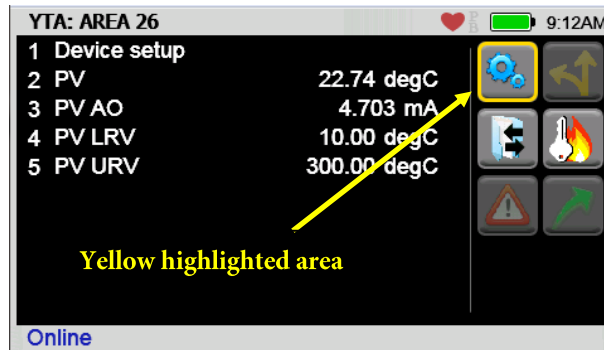 YTA: AREA 26 PB 9:12AM
1 Device setup
2 PV 22.74 degC
3 PV AO 4.703 mA
4 PV LRV 10.00 degC
5 PV URV 300.00 degC
Yellow highlighted area
Online